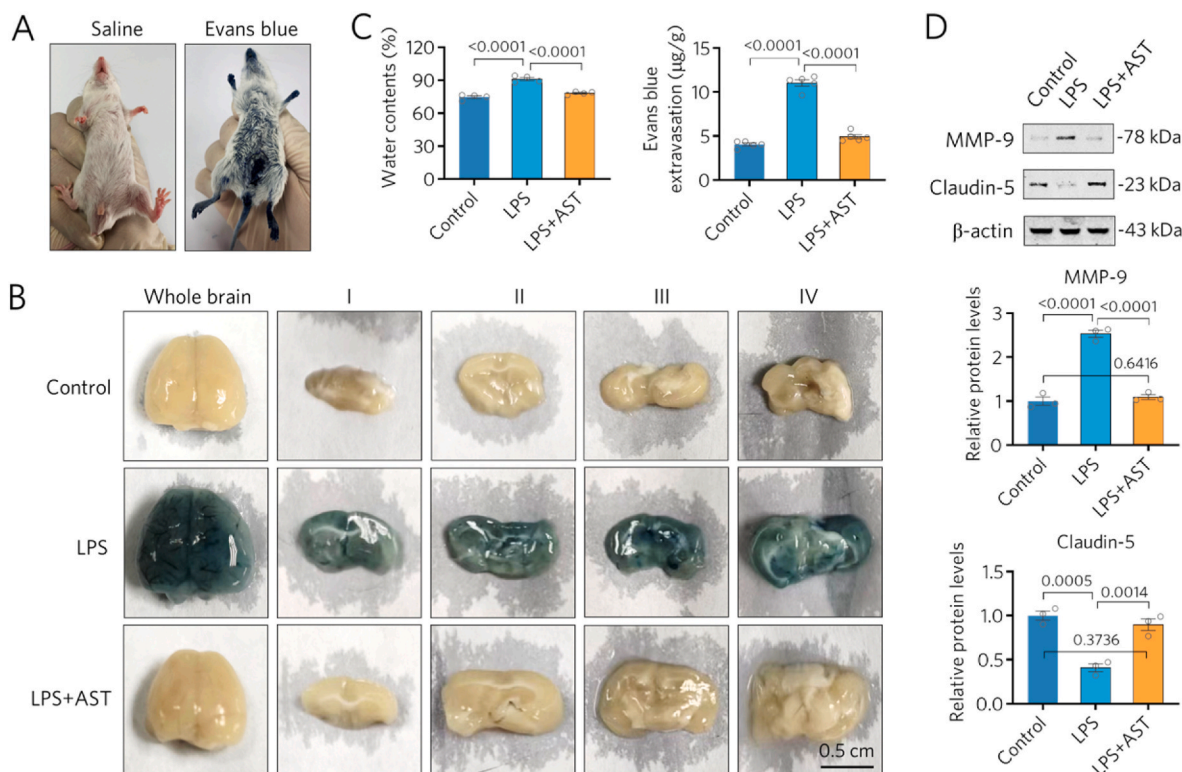 A
Saline
Evans blue
B
Whole brain
I
II
III
IV
Control
LPS
LPS+AST
0.5 cm
C
Water contents (%)
120
90
60
30
0
<0.0001
<0.0001
Control
LPS
LPS+AST
Evans blue
extravasation (μg/g)
15
10
5
0
<0.0001
<0.0001
Control
LPS
LPS+AST
D
Control
LPS
LPS+AST
MMP-9
-78 kDa
Claudin-5
-23 kDa
β-actin
-43 kDa
MMP-9
Relative protein levels
3
2
1
0
<0.0001
<0.0001
0.6416
Control
LPS
LPS+AST
Claudin-5
Relative protein levels
1.5
1.0
0.5
0.0
0.0005
0.0014
0.3736
Control
LPS
LPS+AST